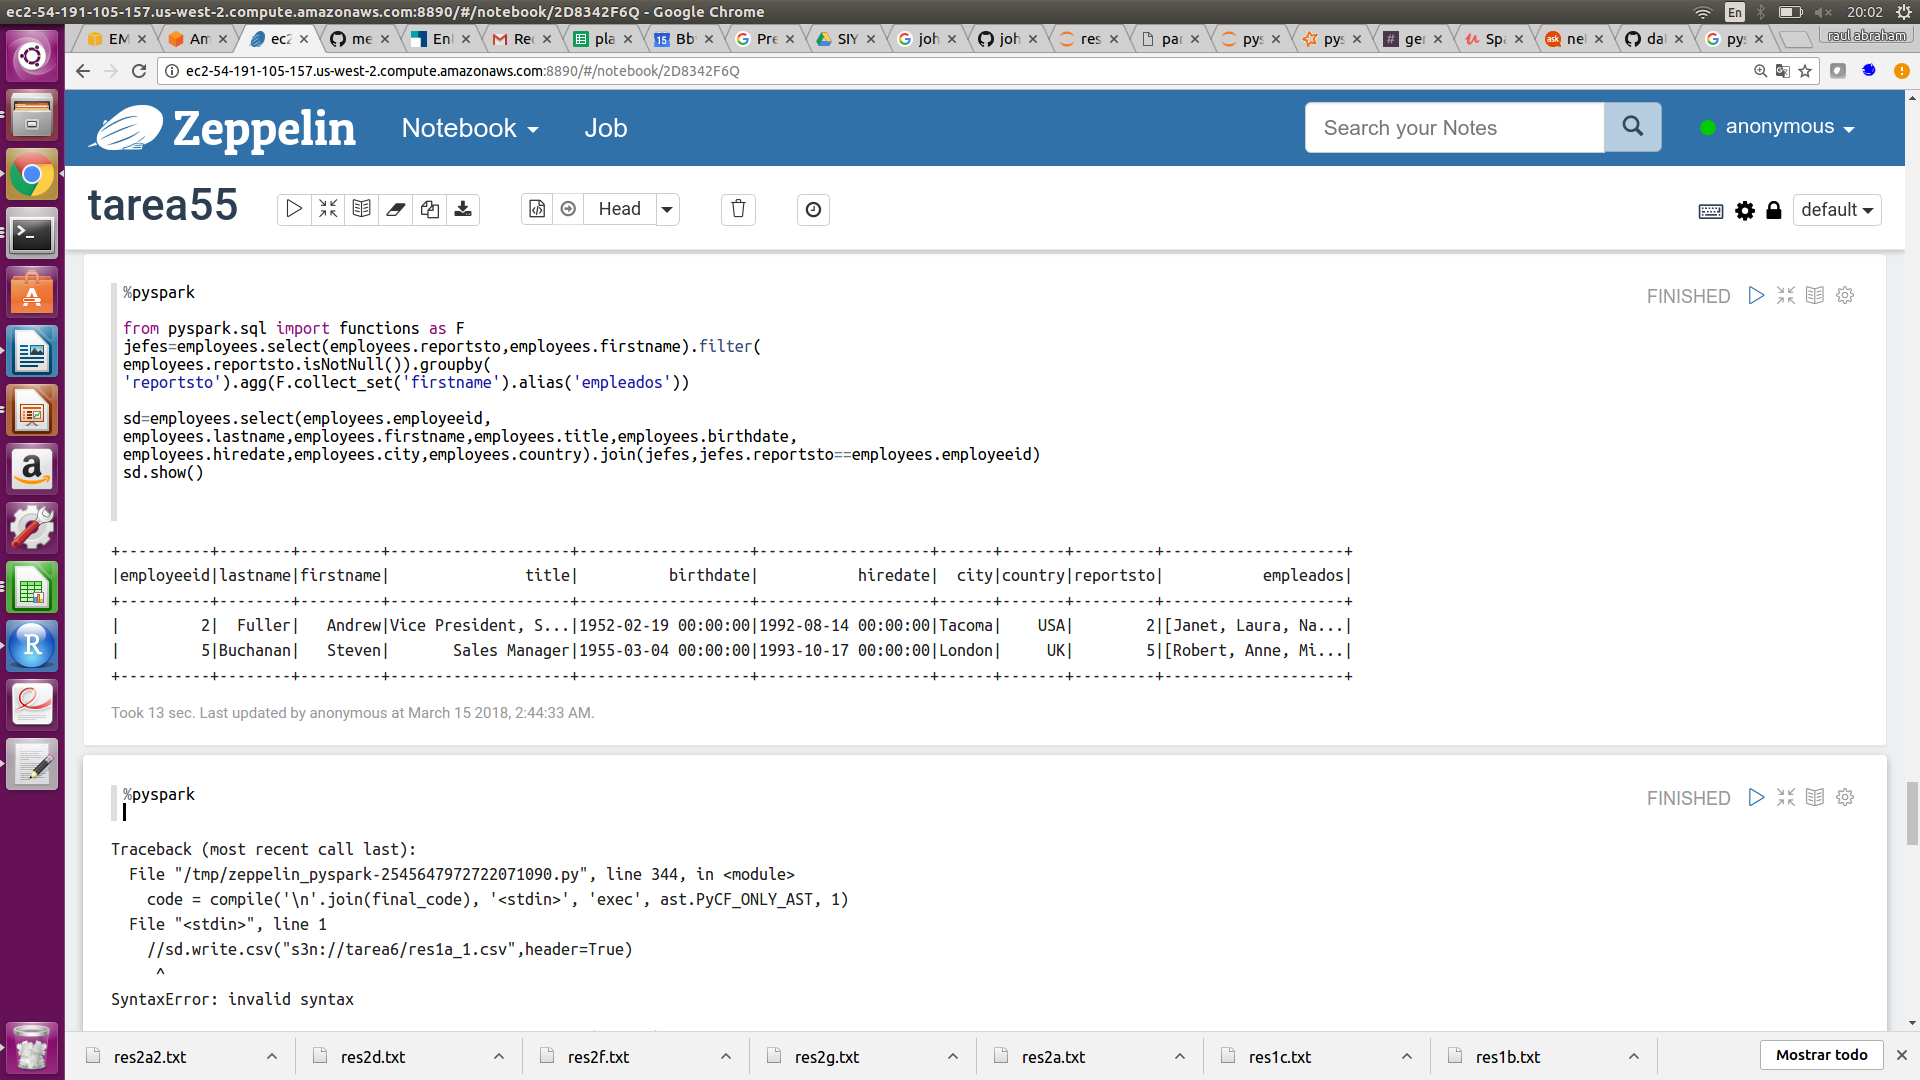 ec2-54-191-105-157.us-west-2.compute.amazonaws.com:8890/#/notebook/2D8342F6Q - Google Chrome
En
20:02
EM
Am
ec2
me
Enl
Rec
pla
Bby
Pre
SIY
joh
joh
res
par
pys
pys
ger
Spa
nel
dat
pys
raul abraham
ec2-54-191-105-157.us-west-2.compute.amazonaws.com:8890/#/notebook/2D8342F6Q
Zeppelin
Notebook
Job
Search your Notes
anonymous
tarea55
Head
default
%pyspark
FINISHED
from pyspark.sql import functions as F
jefes=employees.select(employees.reportsto,employees.firstname).filter(
employees.reportsto.isNotNull()).groupby(
'reportsto').agg(F.collect_set('firstname').alias('empleados'))
sd=employees.select(employees.employeeid,
employees.lastname,employees.firstname,employees.title,employees.birthdate,
employees.hiredate,employees.city,employees.country).join(jefes,jefes.reportsto==employees.employeeid)
sd.show()
+----------+--------+---------+--------------------+-------------------+-------------------+------+-------+---------+--------------------+
|employeeid|lastname|firstname|               title|          birthdate|           hiredate|  city|country|reportsto|           empleados|
+----------+--------+---------+--------------------+-------------------+-------------------+------+-------+---------+--------------------+
|         2|  Fuller|   Andrew|Vice President, S...|1952-02-19 00:00:00|1992-08-14 00:00:00|Tacoma|    USA|        2|[Janet, Laura, Na...|
|         5|Buchanan|   Steven|       Sales Manager|1955-03-04 00:00:00|1993-10-17 00:00:00|London|     UK|        5|[Robert, Anne, Mi...|
+----------+--------+---------+--------------------+-------------------+-------------------+------+-------+---------+--------------------+
Took 13 sec. Last updated by anonymous at March 15 2018, 2:44:33 AM.
%pyspark
FINISHED
Traceback (most recent call last):
File "/tmp/zeppelin_pyspark-2545647972722071090.py", line 344, in <module>
code = compile('\n'.join(final_code), '<stdin>', 'exec', ast.PyCF_ONLY_AST, 1)
File "<stdin>", line 1
//sd.write.csv("s3n://tarea6/res1a_1.csv",header=True)
^
SyntaxError: invalid syntax
res2a2.txt
res2d.txt
res2f.txt
res2g.txt
res2a.txt
res1c.txt
res1b.txt
Mostrar todo